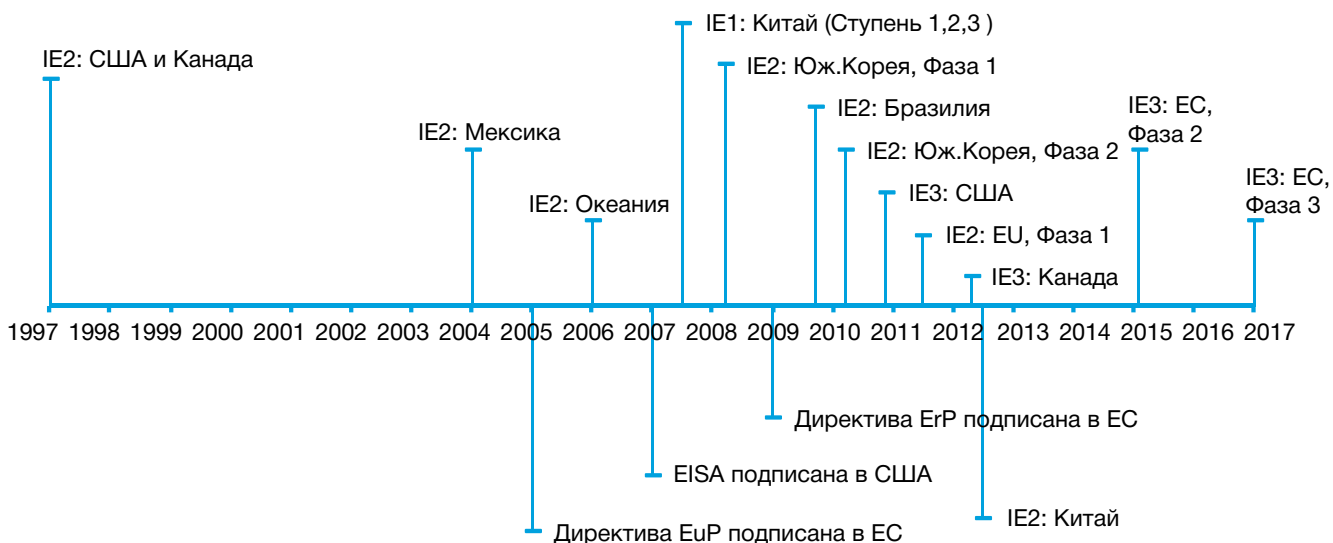 IE1: Китай (Ступень 1,2,3 )
IE2: США и Канада
IE2: Юж.Корея, Фаза 1
IE2: Бразилия
IE3: ЕС,
Фаза 2
IE2: Мексика
IE2: Юж.Корея, Фаза 2
IE3: ЕС,
Фаза 3
IE3: США
IE2: Океания
IE2: EU, Фаза 1
IE3: Канада
1997 1998 1999 2000 2001 2002 2003 2004 2005 2006 2007 2008 2009 2010 2011 2012 2013 2014 2015 2016 2017
Директива ErP подписана в ЕС
EISA подписана в США
IE2: Китай
Директива EuP подписана в ЕС